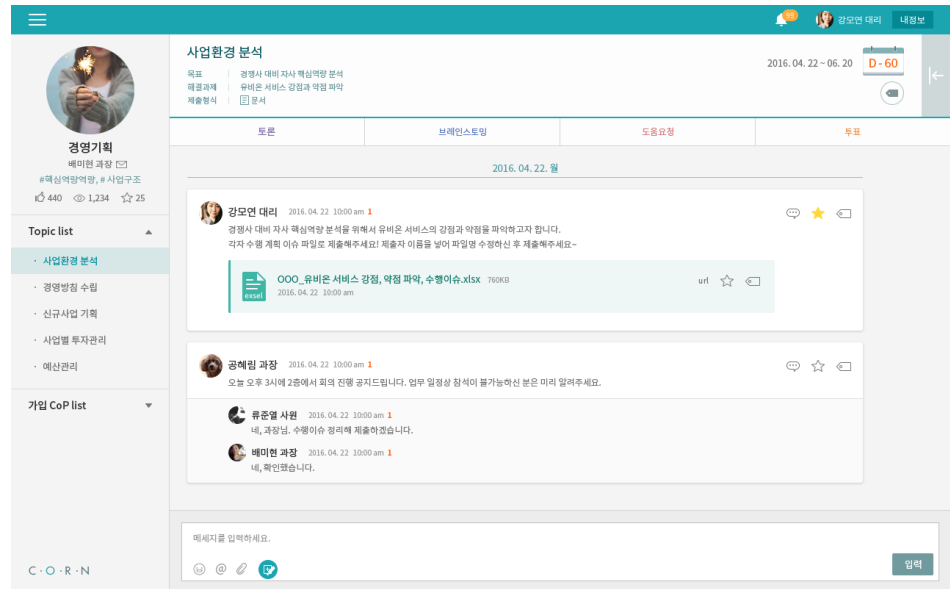 99
강모연 대리
내정보
사업환경 분석
목표 경쟁사 대비 자사 핵심역량 분석
해결과제 유비온 서비스 강점과 약점 파악
제출형식 문서
2016. 04. 22 ~ 06. 20
D - 60
경영기획
배미현 과장
#핵심역량역량, # 사업구조
440 1,234 25
Topic list
· 사업환경 분석
· 경영방침 수립
· 신규사업 기획
· 사업별 투자관리
· 예산관리
가입 CoP list
C · O · R · N
토론 브레인스토밍 도움요청 투표
2016. 04. 22. 월
강모연 대리 2016. 04. 22 10:00 am 1
경쟁사 대비 자사 핵심역량 분석을 위해서 유비온 서비스의 강점과 약점을 파악하고자 합니다.
각자 수행 계획 이슈 파일로 제출해주세요! 제출자 이름을 넣어 파일명 수정하신 후 제출해주세요~
exsel
OOO_유비온 서비스 강점, 약점 파악, 수행이슈.xlsx 760KB
2016. 04. 22 10:00 am
url
공혜림 과장 2016. 04. 22 10:00 am 1
오늘 오후 3시에 2층에서 회의 진행 공지드립니다. 업무 일정상 참석이 불가능하신 분은 미리 알려주세요.
류준열 사원 2016. 04. 22 10:00 am 1
네, 과장님. 수행이슈 정리해 제출하겠습니다.
배미현 과장 2016. 04. 22 10:00 am 1
네, 확인했습니다.
메세지를 입력하세요.
@
입력